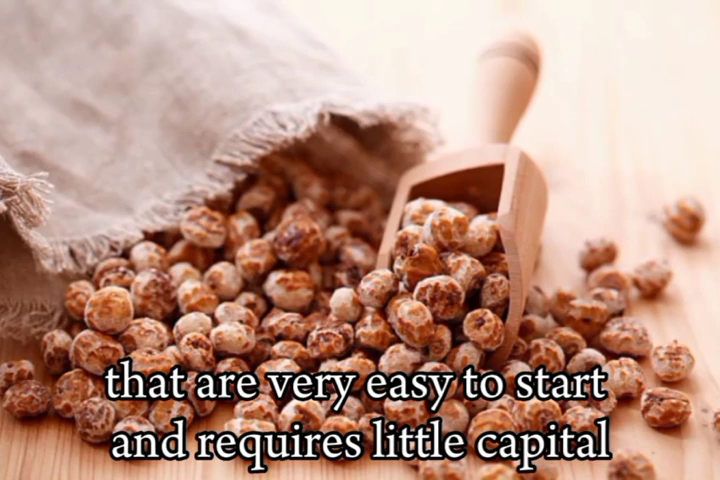 that are very easy to start
and requires little capital